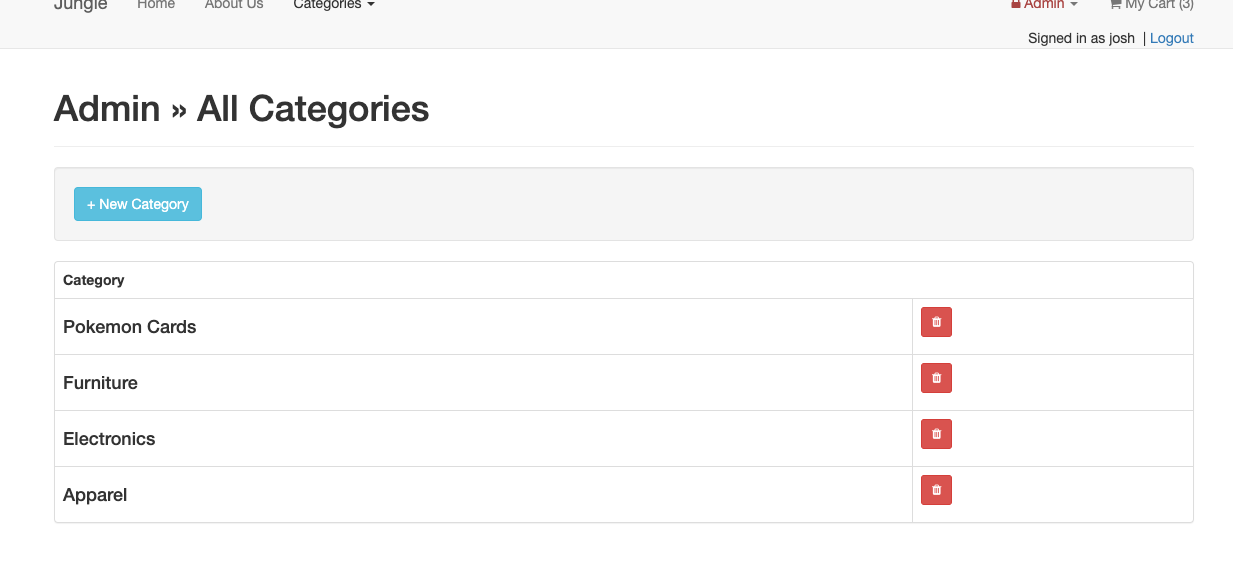 Jungle Home About Us Categories Admin My Cart (3)
Signed in as josh | Logout
Admin » All Categories
+ New Category
Category
Pokemon Cards
Furniture
Electronics
Apparel